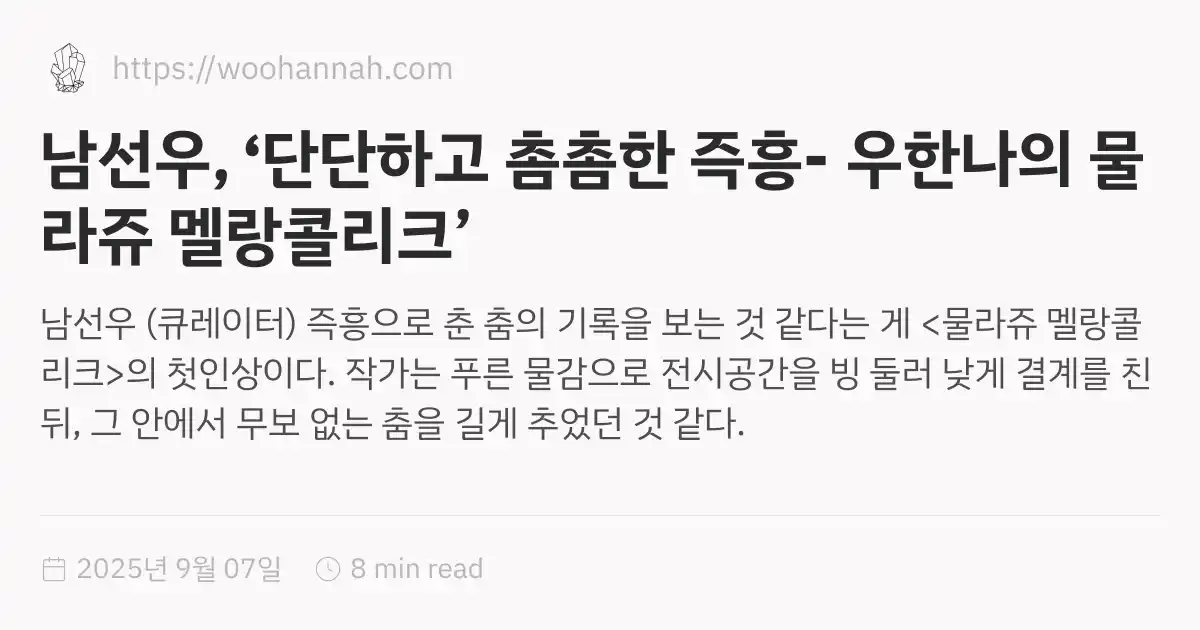 https://woohannah.com
남선우, ‘단단하고 촘촘한 즉흥- 우한나의 물
라쥬 멜랑콜리크’
남선우 (큐레이터) 즉흥으로 춘 춤의 기록을 보는 것 같다는 게 <물라쥬 멜랑콜
리크>의 첫인상이다. 작가는 푸른 물감으로 전시공간을 빙 둘러 낮게 결계를 친
뒤, 그 안에서 무보 없는 춤을 길게 추었던 것 같다.
2025년 9월 07일
8 min read